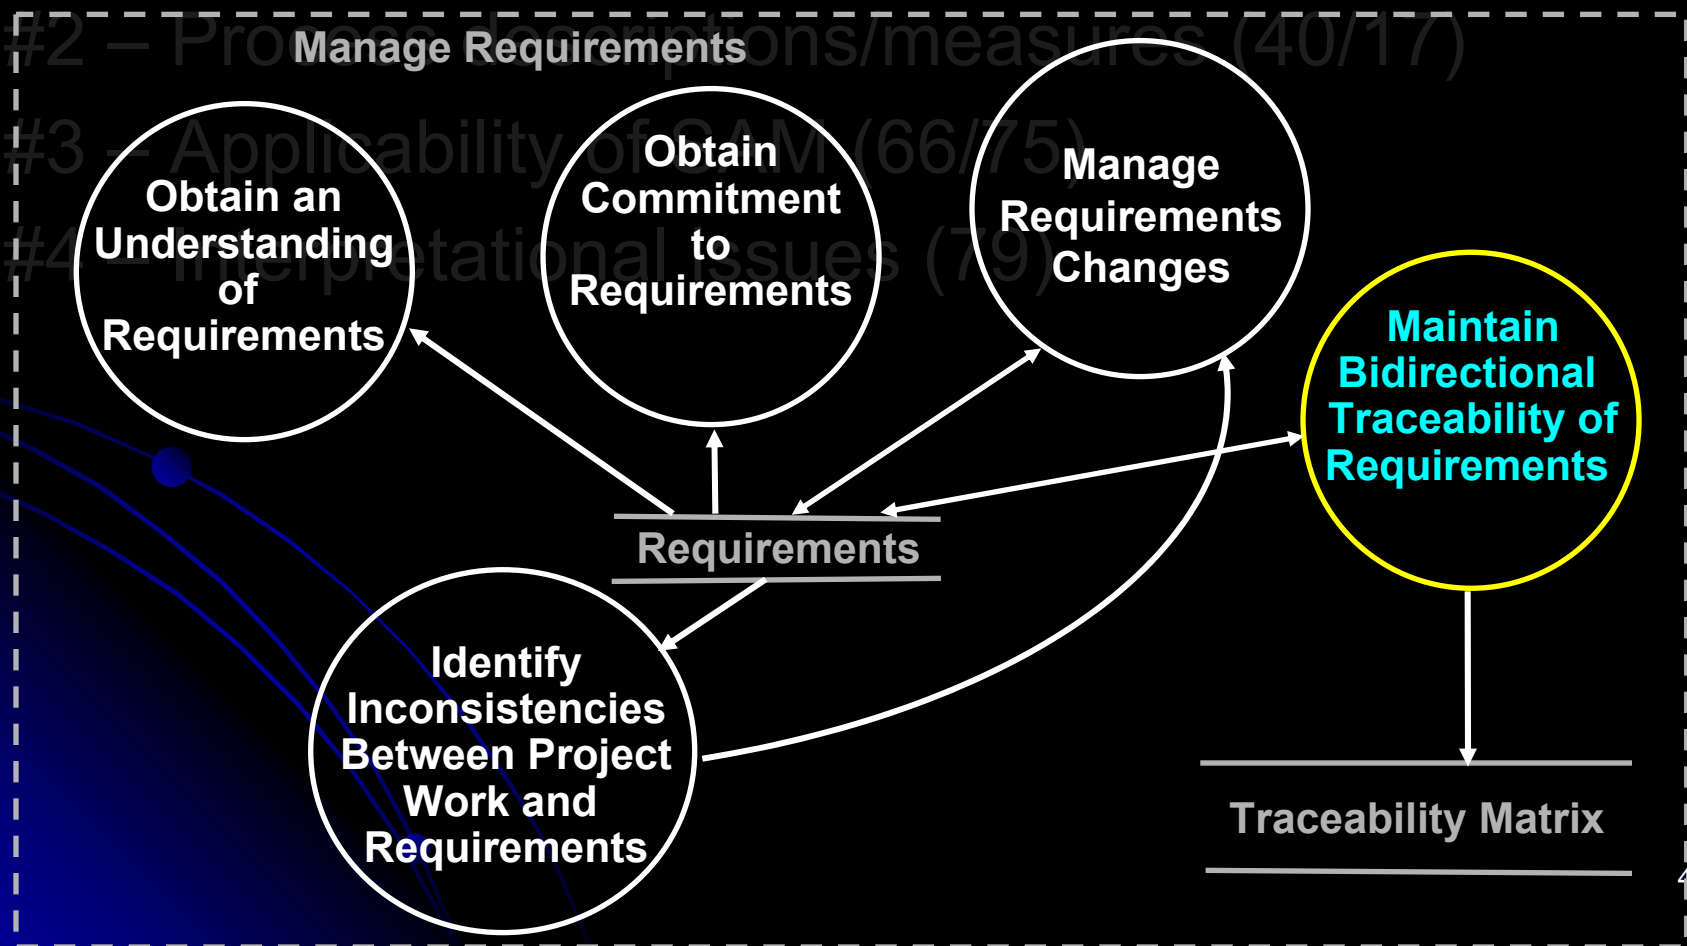 #2 – Process descriptions/measures (40/17)
Manage Requirements
#3 – Applicability of SAM (66/75)
#4 – Interpretational Issues (79)
Obtain an
Understanding
of
Requirements
Obtain
Commitment
to
Requirements
Manage
Requirements
Changes
Maintain
Bidirectional
Traceability of
Requirements
Requirements
Identify
Inconsistencies
Between Project
Work and
Requirements
Traceability Matrix
4